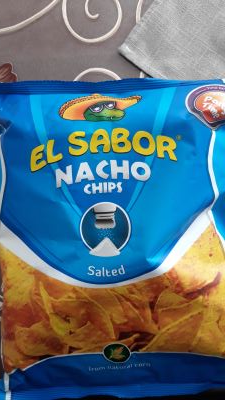 EL SABOR®
NACHO
CHIPS
Salted
from natural corn